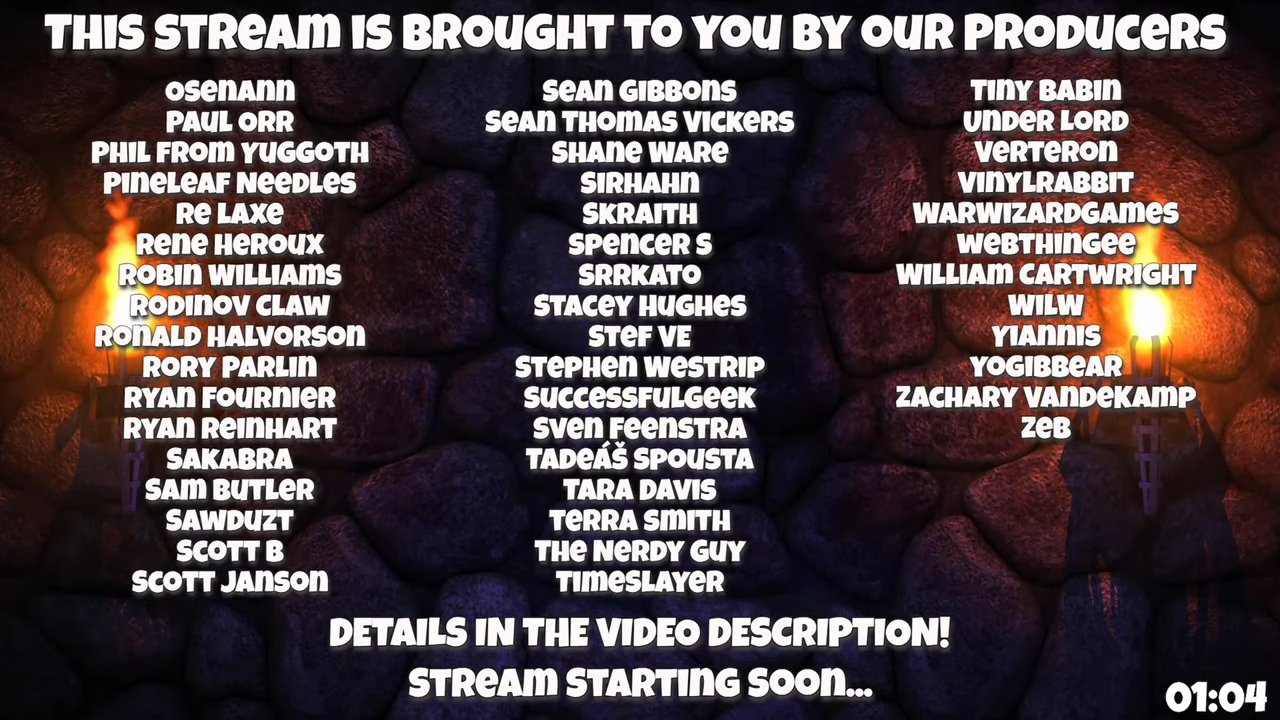 THIS STREAM IS BROUGHT TO YOU BY OUR PRODUCERS
OSENANN
PAUL ORR
PHIL FROM YUGGOTH
PINELEAF NEEDLES
RE LAXE
RENE HEROUX
ROBIN WILLIAMS
RODINOV CLAW
RONALD HALVORSON
RORY PARLIN
RYAN FOURNIER
RYAN REINHART
SAKABRA
SAM BUTLER
SAWDUZT
SCOTT B
SCOTT JANSON
SEAN GIBBONS
SEAN THOMAS VICKERS
SHANE WARE
SIRHAHN
SKRAITH
SPENCER S
SRRKATO
STACEY HUGHES
STEF VE
STEPHEN WESTRIP
SUCCESSFULGEEK
SVEN FEENSTRA
TADEÁŠ SPOUSTA
TARA DAVIS
TERRA SMITH
THE NERDY GUY
TIMESLAYER
TINY BABIN
UNDER LORD
VERTERON
VINYLRABBIT
WARWIZARDGAMES
WEBTHINGEE
WILLIAM CARTWRIGHT
WILW
YIANNIS
YOGIBBEAR
ZACHARY VANDEKAMP
ZEB
DETAILS IN THE VIDEO DESCRIPTION!
STREAM STARTING SOON...
01:04